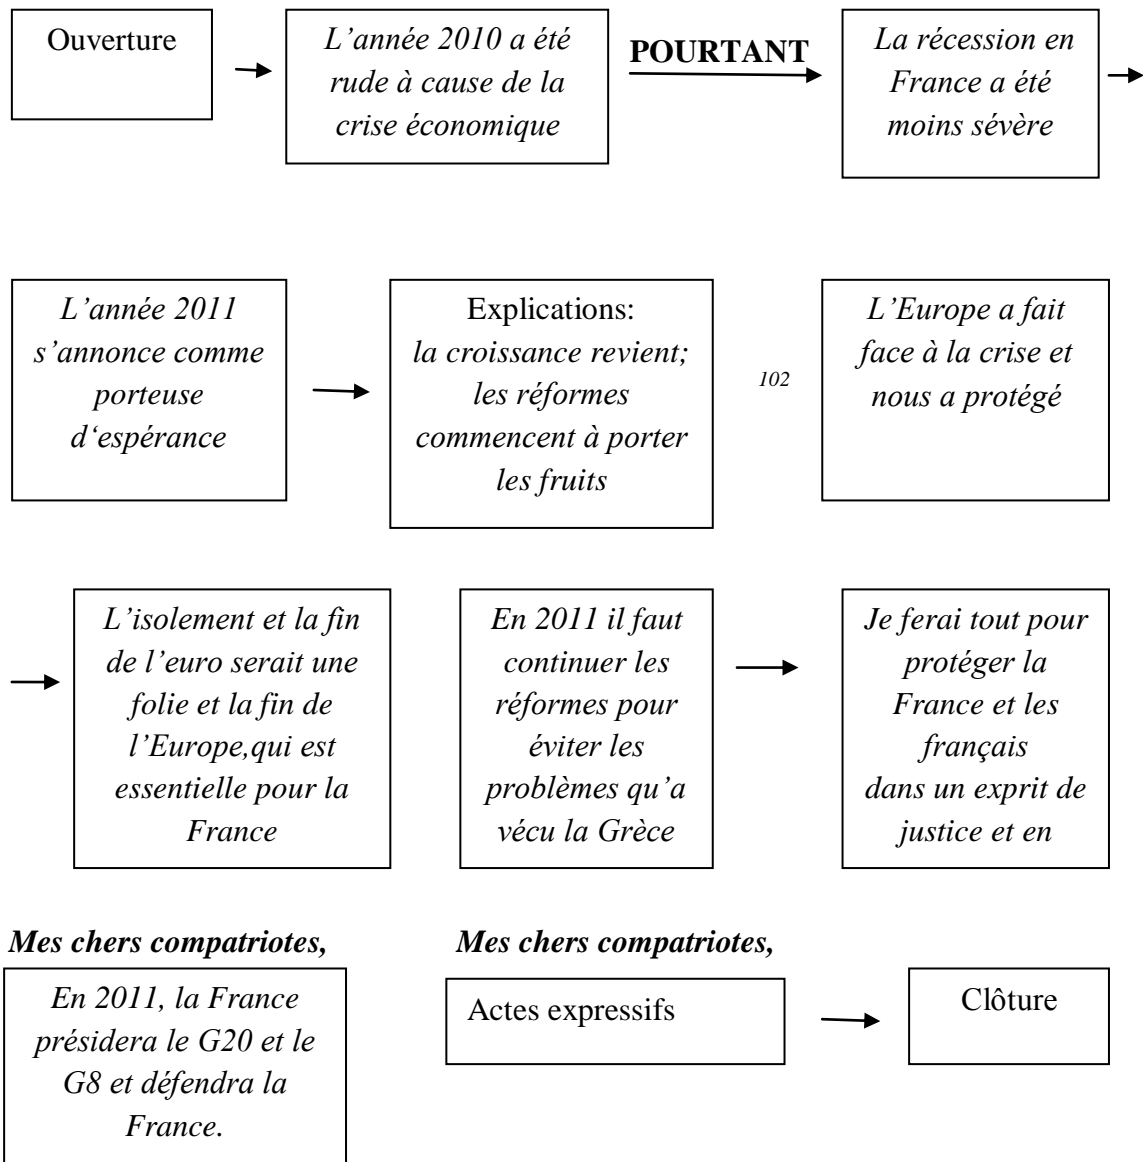 Ouverture
L’année 2010 a été
rude à cause de la
crise économique
POURTANT
La récession en
France a été
moins sévère
L’année 2011
s’annonce comme
porteuse
d‘espérance
Explications:
la croissance revient;
les réformes
commencent à porter
les fruits
102
L’Europe a fait
face à la crise et
nous a protégé
L’isolement et la fin
de l’euro serait une
folie et la fin de
l’Europe,qui est
essentielle pour la
France
En 2011 il faut
continuer les
réformes pour
éviter les
problèmes qu’a
vécu la Grèce
Je ferai tout pour
protéger la
France et les
français
dans un exprit de
justice et en
Mes chers compatriotes,
En 2011, la France
présidera le G20 et le
G8 et défendra la
France.
Mes chers compatriotes,
Actes expressifs
Clôture